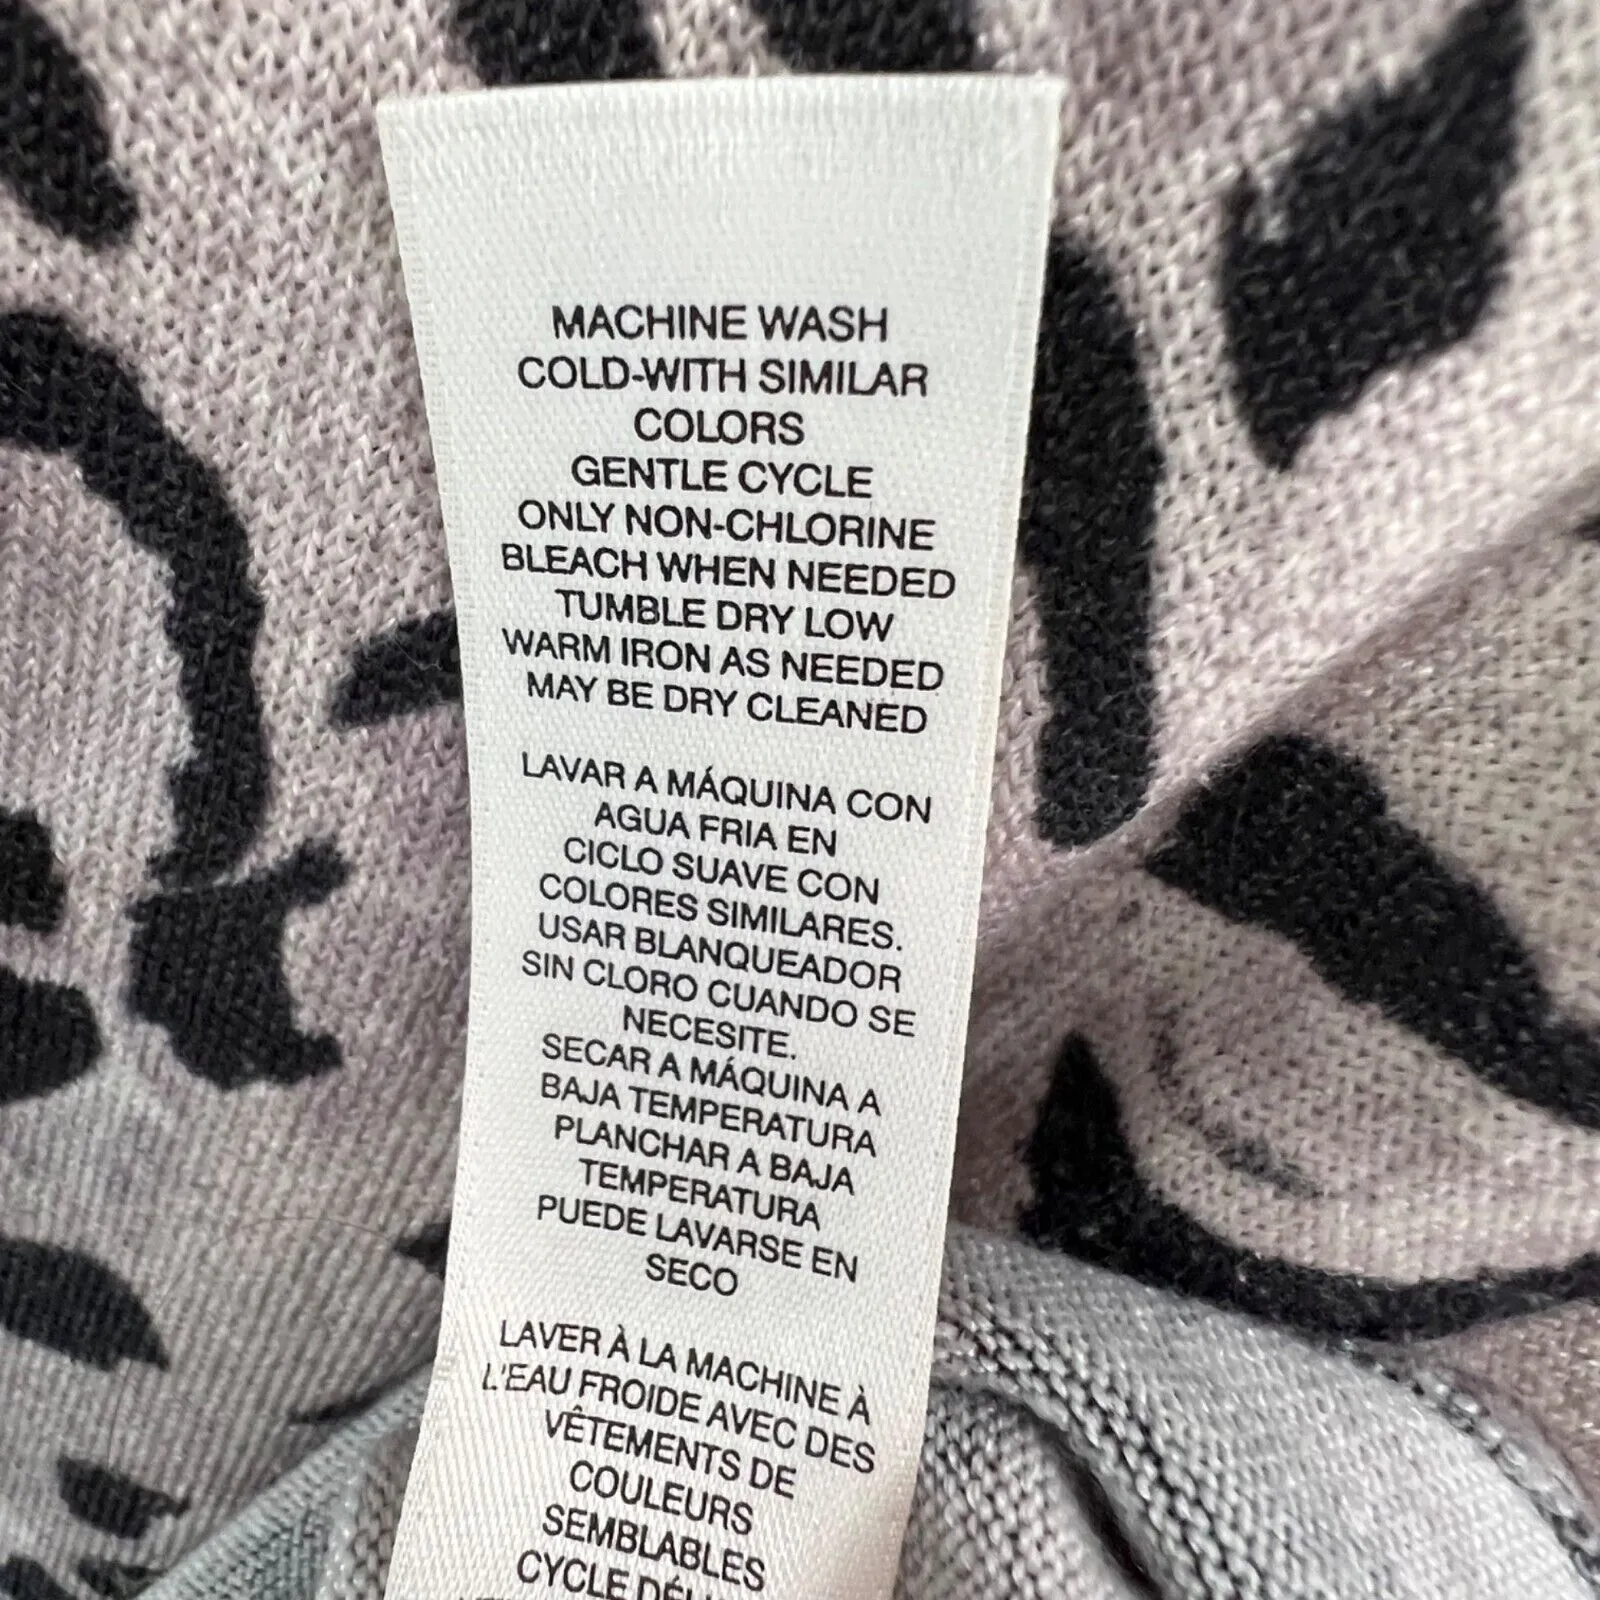 MACHINE WASH
COLD-WITH SIMILAR
COLORS
GENTLE CYCLE
ONLY NON-CHLORINE
BLEACH WHEN NEEDED
TUMBLE DRY LOW
WARM IRON AS NEEDED
MAY BE DRY CLEANED
LAVAR A MÁQUINA CON
AGUA FRIA EN
CICLO SUAVE CON
COLORES SIMILARES.
USAR BLANQUEADOR
SIN CLORO CUANDO SE
NECESITE.
SECAR A MÁQUINA A
BAJA TEMPERATURA
PLANCHAR A BAJA
TEMPERATURA
PUEDE LAVARSE EN
SECO
LAVER À LA MACHINE À
L'EAU FROIDE AVEC DES
VÊTEMENTS DE
COULEURS
SEMBLABLES
CYCLE